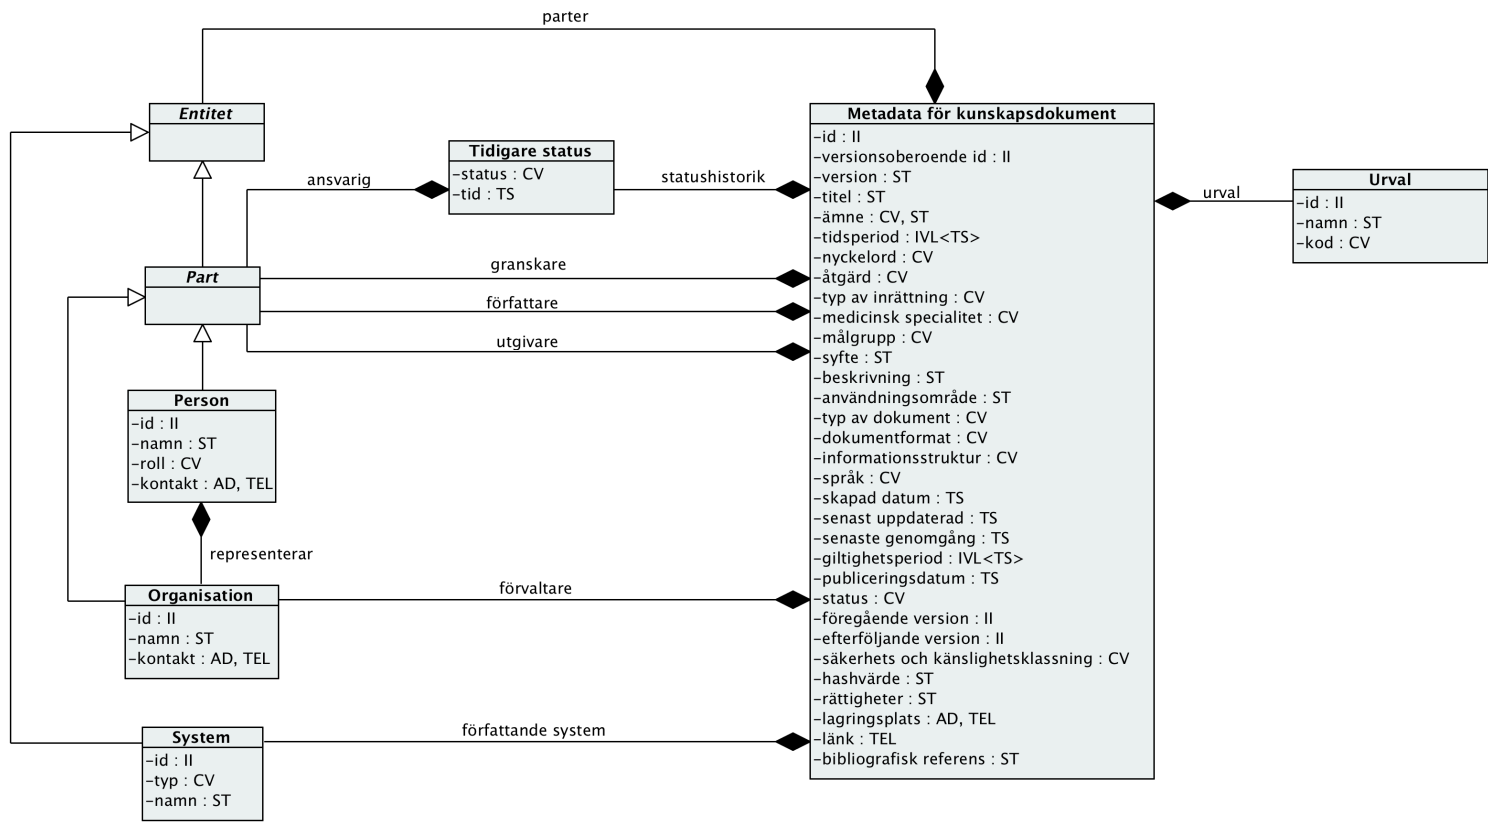 parter
Entitet
Tidigare status
-status : CV
-tid : TS
ansvarig
statushistorik
Metadata för kunskapsdokument
-id : II
-versionsoberoende id : II
-version : ST
-titel : ST
-ämne : CV, ST
-tidsperiod : IVL<TS>
-nyckelord : CV
-åtgärd : CV
-typ av inrättning : CV
-medicinsk specialitet : CV
-målgrupp : CV
-syfte : ST
-beskrivning : ST
-användningsområde : ST
-typ av dokument : CV
-dokumentformat : CV
-informationsstruktur : CV
-språk : CV
-skapad datum : TS
-senast uppdaterad : TS
-senaste genomgång : TS
-giltighetsperiod : IVL<TS>
-publiceringsdatum : TS
-status : CV
-föregående version : II
-efterföljande version : II
-säkerhets och känslighetsklassning : CV
-hashvärde : ST
-rättigheter : ST
-lagringsplats : AD, TEL
-länk : TEL
-bibliografisk referens : ST
urval
Urval
-id : II
-namn : ST
-kod : CV
Part
granskare
författare
utgivare
Person
-id : II
-namn : ST
-roll : CV
-kontakt : AD, TEL
representerar
Organisation
-id : II
-namn : ST
-kontakt : AD, TEL
förvaltare
System
-id : II
-typ : CV
-namn : ST
författande system